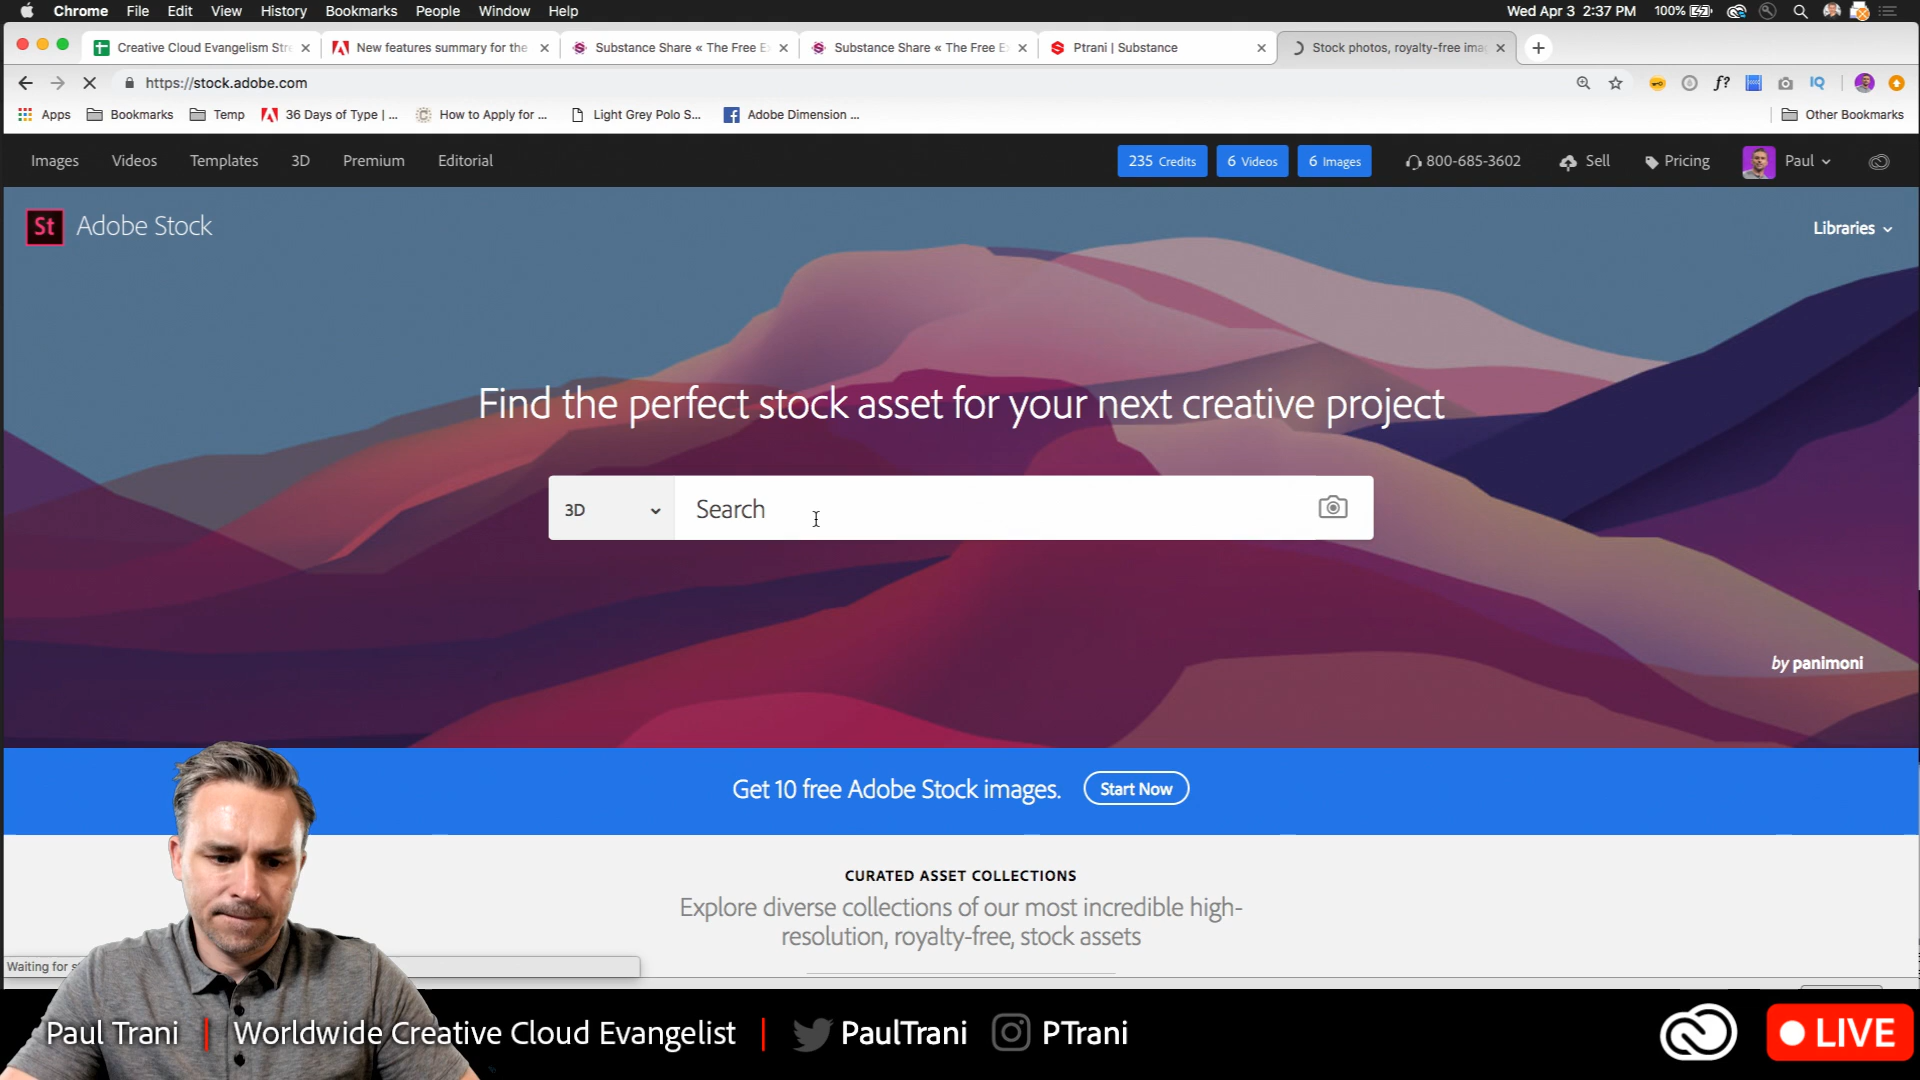 Chrome File Edit View History Bookmarks People Window Help
Wed Apr 3 2:37 PM 100%
Creative Cloud Evangelism Str
New features summary for the
Substance Share « The Free E
Substance Share « The Free E
Ptrani | Substance
Stock photos, royalty-free ima
https://stock.adobe.com
f?
IQ
Apps
Bookmarks
Temp
36 Days of Type | ...
How to Apply for ...
Light Grey Polo S...
Adobe Dimension ...
Other Bookmarks
Images Videos Templates 3D Premium Editorial
235 Credits
6 Videos
6 Images
800-685-3602
Sell
Pricing
Paul
St Adobe Stock
Libraries
Find the perfect stock asset for your next creative project
3D
Search
by panimoni
Get 10 free Adobe Stock images.
Start Now
CURATED ASSET COLLECTIONS
Explore diverse collections of our most incredible high-
resolution, royalty-free, stock assets
Waiting for
Paul Trani | Worldwide Creative Cloud Evangelist | PaulTrani PTrani
LIVE